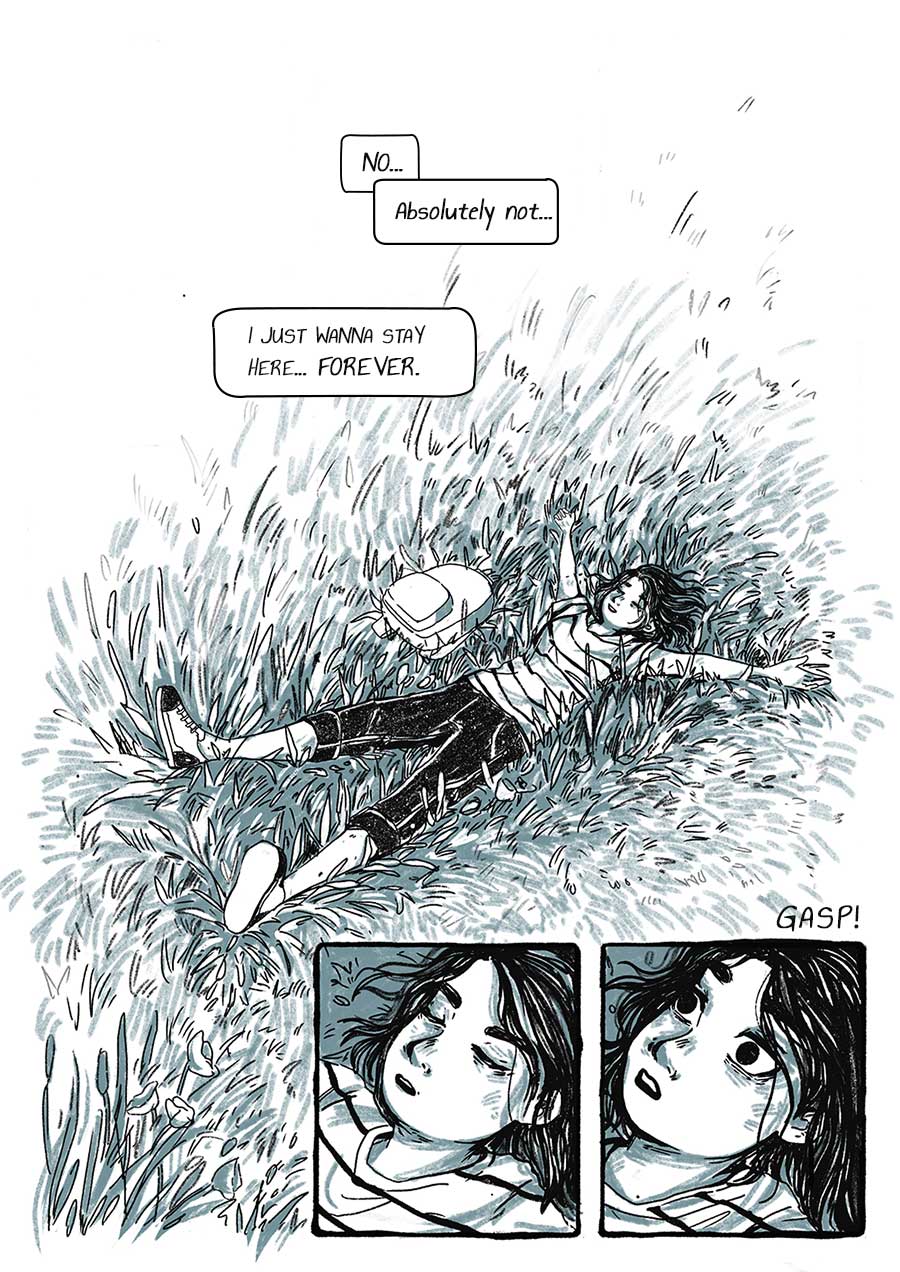 NO...
Absolutely not...
I JUST WANNA STAY
HERE... FOREVER.
GASP!